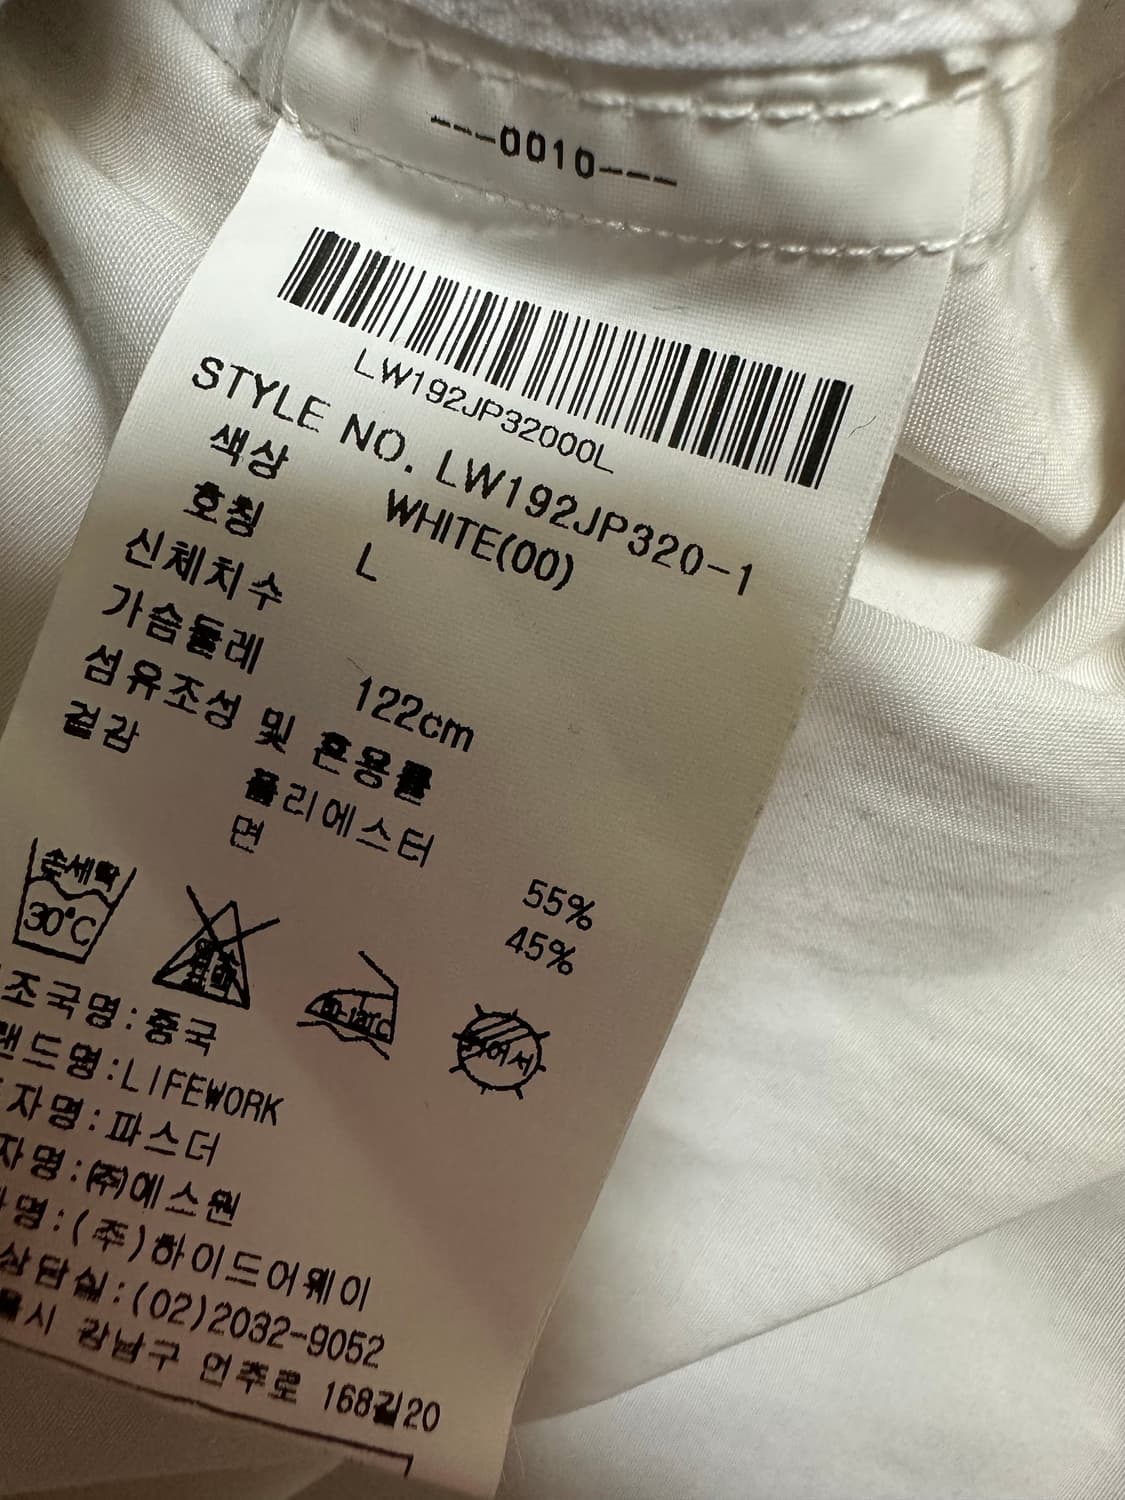 ---0010---
LW192JP32000L
STYLE NO. LW192JP320-1
색상 WHITE(00)
호칭 L
신체치수
가슴둘레 122cm
섬유조성 및 혼용률
겉감
폴리에스터 55%
면 45%
손세탁
30℃
조국명:중국
랜드명:LIFEWORK
자명:파스더
자명:(주)에스원
명:(주)하이드어웨이
상담실:(02)2032-9052
울시 강남구 언주로 168길20